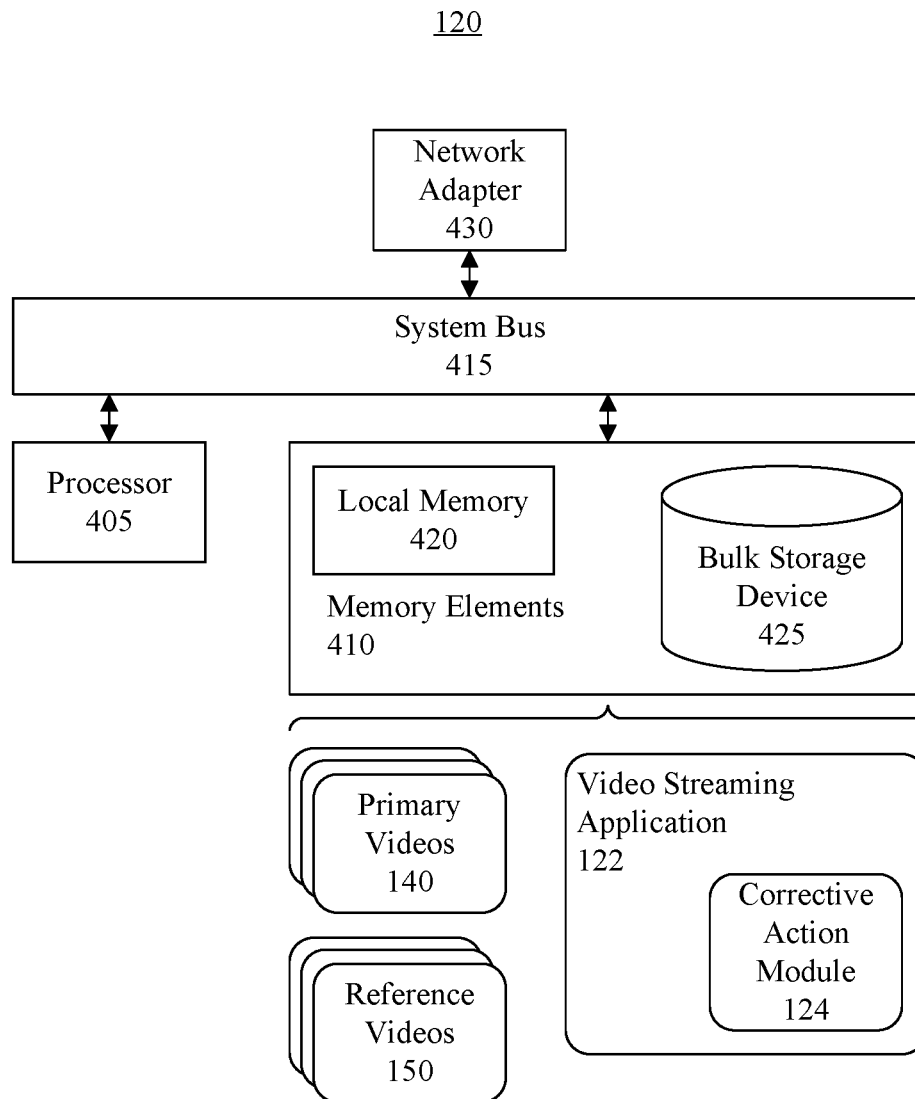 120
Network
Adapter
430
System Bus
415
Processor
405
Local Memory
420
Memory Elements
410
Bulk Storage
Device
425
Primary
Videos
140
Reference
Videos
150
Video Streaming
Application
122
Corrective
Action
Module
124